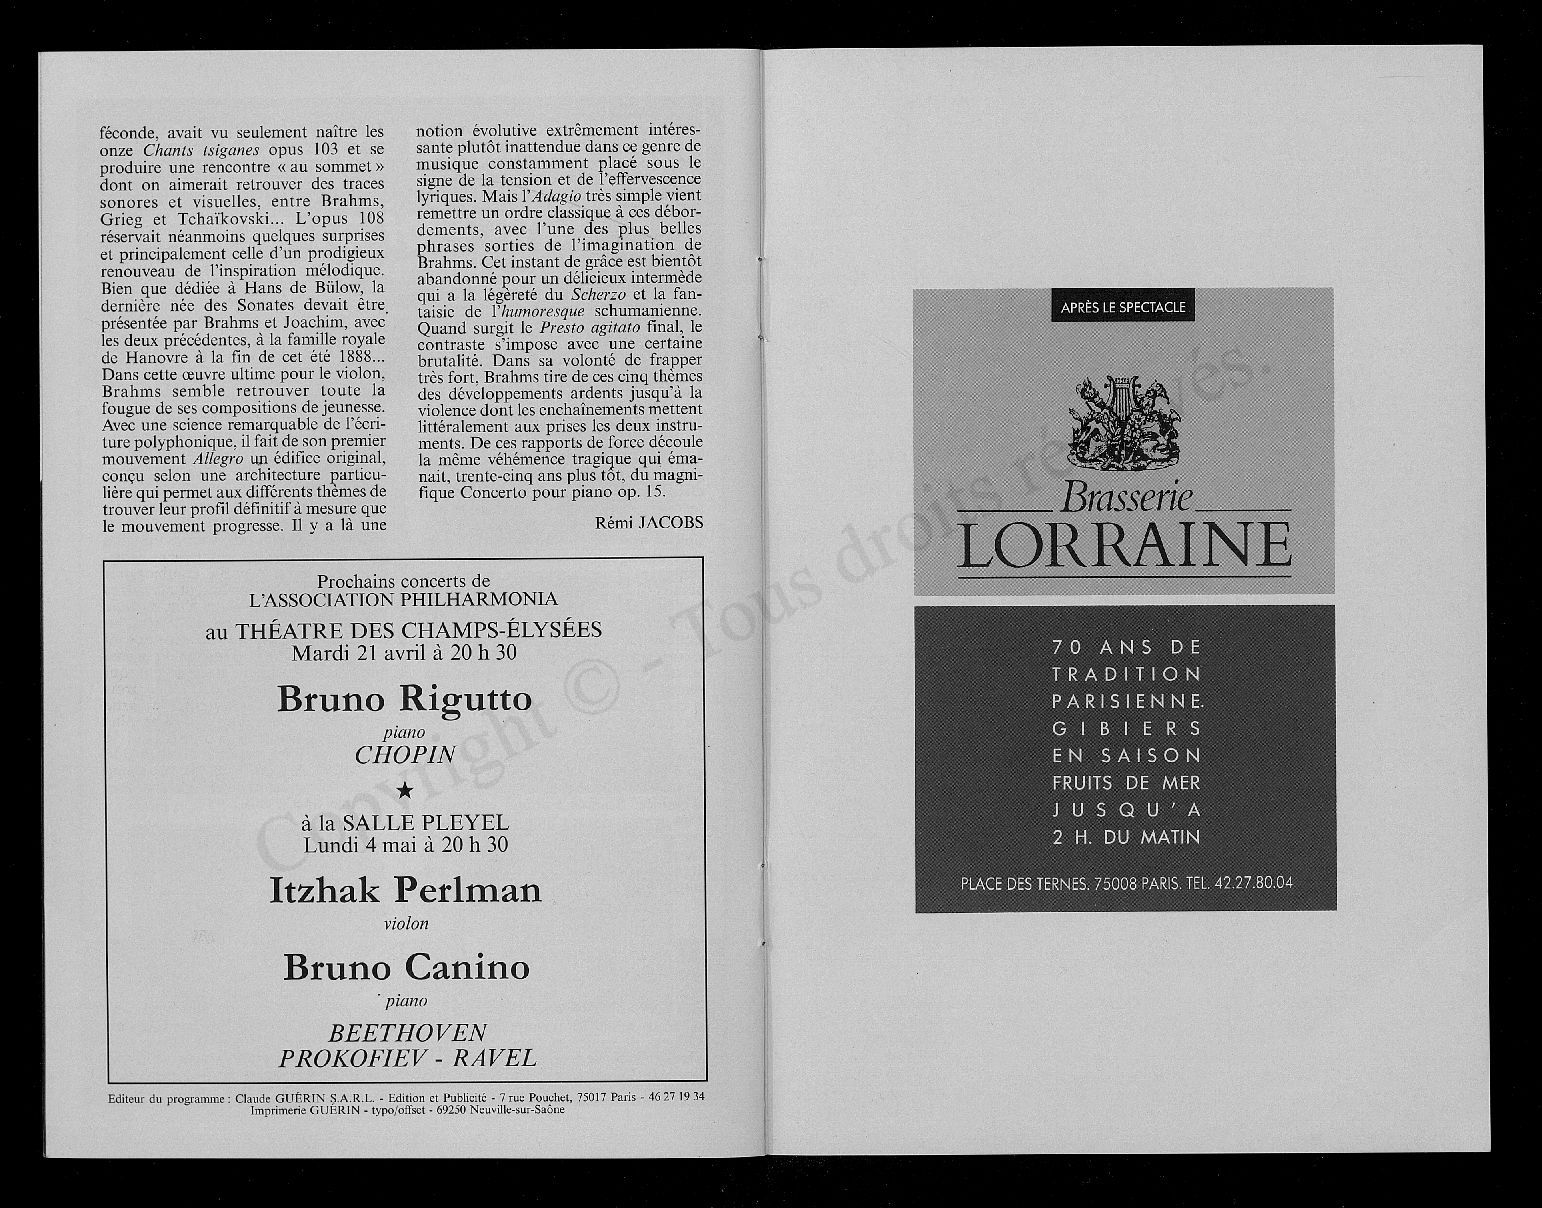 féconde, avait vu seulement naître les
onze Chants tsiganes opus 103 et se
produire une rencontre « au sommet »
dont on aimerait retrouver des traces
sonores et visuelles, entre Brahms,
Grieg et Tchaïkovski... L'opus 108
réservait néanmoins quelques surprises
et principalement celle d'un prodigieux
renouveau de l'inspiration mélodique.
Bien que dédiée à Hans de Bülow, la
dernière née des Sonates devait être
présentée par Brahms et Joachim, avec
les deux précédentes, à la famille royale
de Hanovre à la fin de cet été 1888...
Dans cette œuvre ultime pour le violon,
Brahms semble retrouver toute la
fougue de ses compositions de jeunesse.
Avec une science remarquable de l'écri-
ture polyphonique, il fait de son premier
mouvement Allegro un édifice original,
conçu selon une architecture particu-
lière qui permet aux différents thèmes de
trouver leur profil définitif à mesure que
le mouvement progresse. Il y a là une
notion évolutive extrêmement intéres-
sante plutôt inattendue dans ce genre de
musique constamment placé sous le
signe de la tension et de l'effervescence
lyriques. Mais l'Adagio très simple vient
remettre un ordre classique à ces débor-
dements, avec l'une des plus belles
phrases sorties de l'imagination de
Brahms. Cet instant de grâce est bientôt
abandonné pour un délicieux intermède
qui a la légèreté du Scherzo et la fan-
taisie de l'humoresque schumanienne.
Quand surgit le Presto agitato final, le
contraste s'impose avec une certaine
brutalité. Dans sa volonté de frapper
très fort, Brahms tire de ces cinq thèmes
des développements ardents jusqu'à la
violence dont les enchaînements mettent
littéralement aux prises les deux instru-
ments. De ces rapports de force découle
la même véhémence tragique qui éma-
nait, trente-cinq ans plus tôt, du magni-
fique Concerto pour piano op. 15.
Rémi JACOBS
Prochains concerts de
L'ASSOCIATION PHILHARMONIA
au THÉATRE DES CHAMPS-ÉLYSÉES
Mardi 21 avril à 20 h 30
Bruno Rigutto
piano
CHOPIN
★
à la SALLE PLEYEL
Lundi 4 mai à 20 h 30
Itzhak Perlman
violon
Bruno Canino
piano
BEETHOVEN
PROKOFIEV - RAVEL
Editeur du programme : Claude GUÉRIN S.A.R.L. - Edition et Publicité - 7 rue Pouchet, 75017 Paris - 46 27 19 34
Imprimerie GUÉRIN - typo/offset - 69250 Neuville-sur-Saône
APRÈS LE SPECTACLE
Brasserie
LORRAINE
70 ANS DE
TRADITION
PARISIENNE.
GIBIERS
EN SAISON
FRUITS DE MER
JUSQU'A
2 H. DU MATIN
PLACE DES TERNES. 75008 PARIS. TEL. 42.27.80.04
Copyright © - Tous droits réservés.